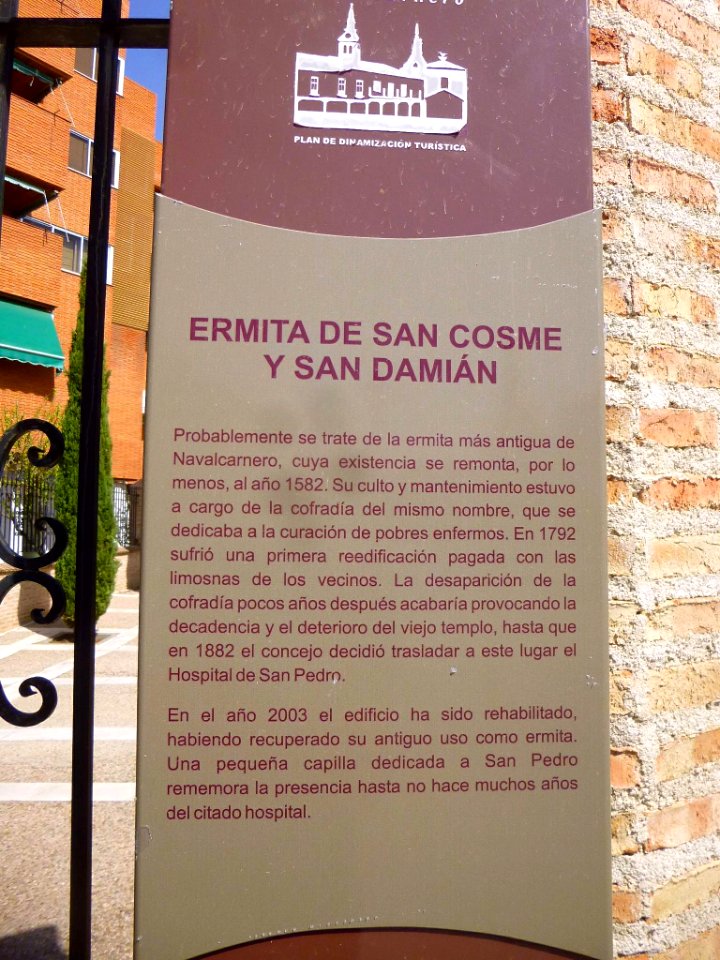 PLAN DE DINAMIZACIÓN TURÍSTICA
ERMITA DE SAN COSME
Y SAN DAMIÁN
Probablemente se trate de la ermita más antigua de
Navalcarnero, cuya existencia se remonta, por lo
menos, al año 1582. Su culto y mantenimiento estuvo
a cargo de la cofradía del mismo nombre, que se
dedicaba a la curación de pobres enfermos. En 1792
sufrió una primera reedificación pagada con las
limosnas de los vecinos. La desaparición de la
cofradía pocos años después acabaría provocando la
decadencia y el deterioro del viejo templo, hasta que
en 1882 el concejo decidió trasladar a este lugar el
Hospital de San Pedro.
En el año 2003 el edificio ha sido rehabilitado,
habiendo recuperado su antiguo uso como ermita.
Una pequeña capilla dedicada a San Pedro
rememora la presencia hasta no hace muchos años
del citado hospital.